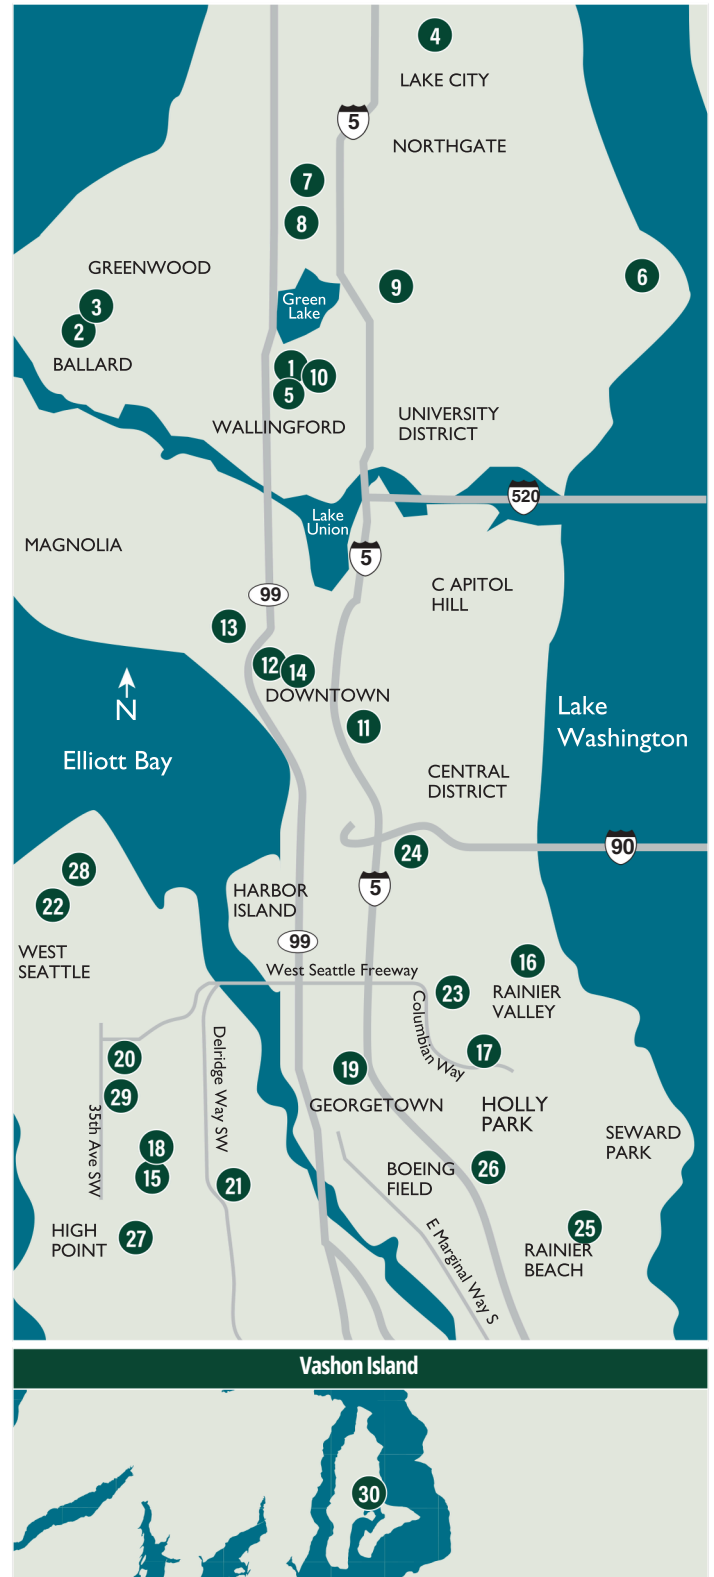 4
LAKE CITY
5
NORTHGATE
7
8
GREENWOOD
6
9
3
2
Green
Lake
BALLARD
1
10
5
WALLINGFORD
UNIVERSITY
DISTRICT
520
Lake
Union
MAGNOLIA
5
C APITOL
HILL
99
13
12
14
DOWNTOWN
N
11
Lake
Washington
Elliott Bay
CENTRAL
DISTRICT
90
24
28
22
HARBOR
ISLAND
5
WEST
SEATTLE
99
West Seattle Freeway
16
RAINIER
VALLEY
23
Columbian Way
17
20
29
Delridge Way SW
35th Ave SW
19
GEORGETOWN
HOLLY
PARK
SEWARD
PARK
18
15
21
BOEING
FIELD
26
HIGH
POINT
27
E Marginal Way S
25
RAINIER
BEACH
Vashon Island
30